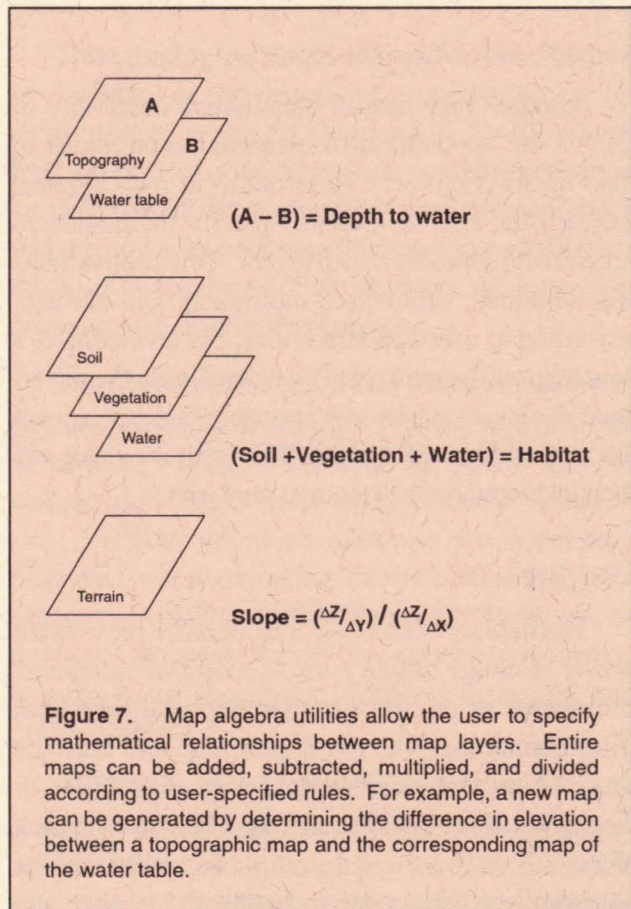 A
Topography
B
Water table
(A – B) = Depth to water
Soil
Vegetation
Water
(Soil +Vegetation + Water) = Habitat
Terrain
Slope = (ΔZ/ΔY) / (ΔZ/ΔX)
Figure 7. Map algebra utilities allow the user to specify
mathematical relationships between map layers. Entire
maps can be added, subtracted, multiplied, and divided
according to user-specified rules. For example, a new map
can be generated by determining the difference in elevation
between a topographic map and the corresponding map of
the water table.